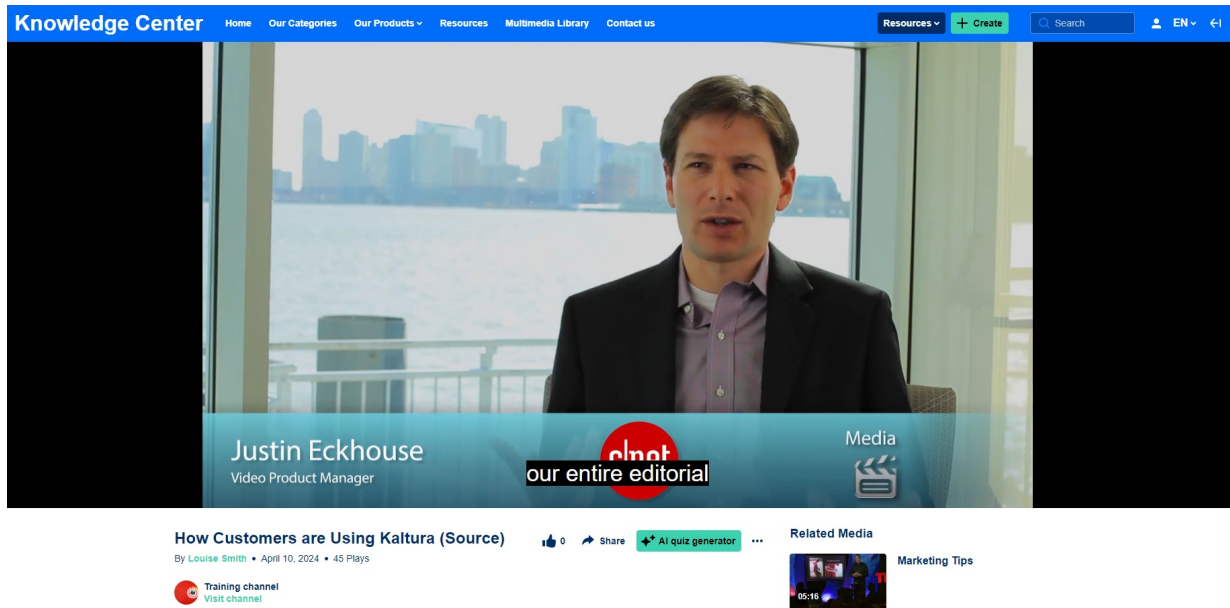 Knowledge Center Home Our Categories Our Products Resources Multimedia Library Contact us Resources + Create Search EN
Justin Eckhouse
Video Product Manager
c|net
Media
our entire editorial
How Customers are Using Kaltura (Source)
0 Share AI quiz generator ...
By Louise Smith • April 10, 2024 • 45 Plays
Training channel
Visit channel
Related Media
05:16
Marketing Tips